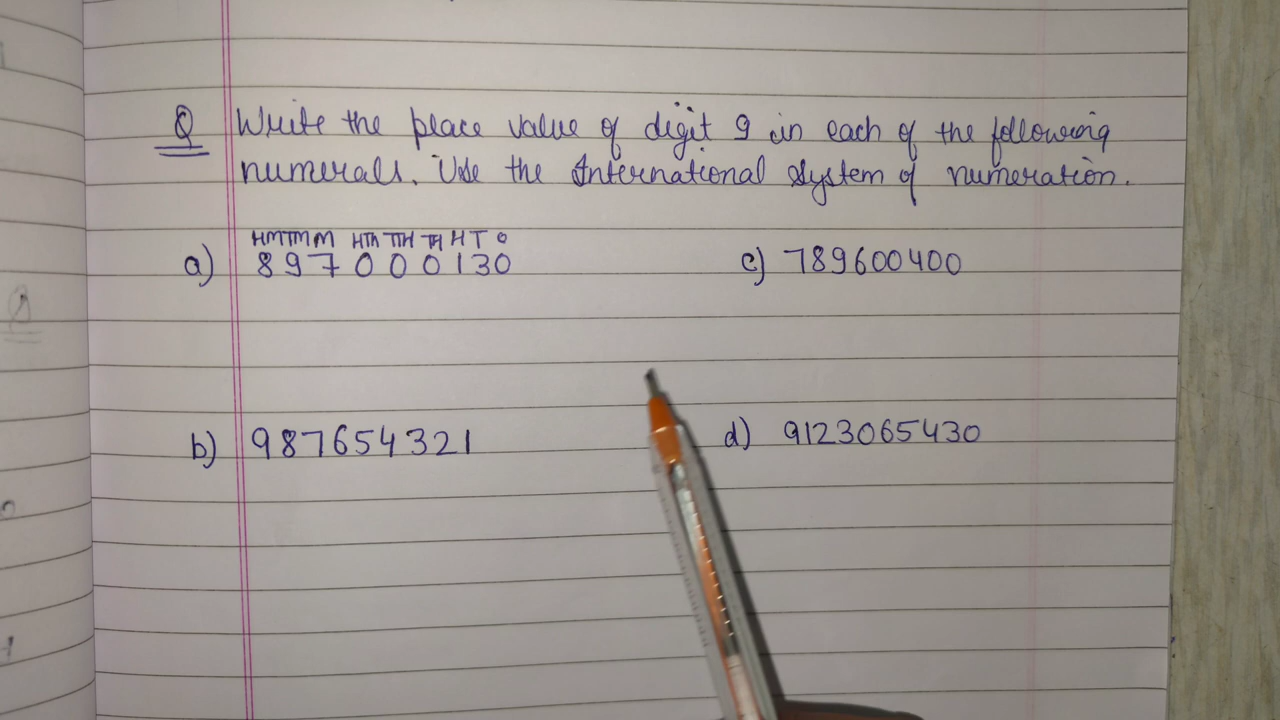 Q Write the place value of digit 9 in each of the following
numerals. Use the International System of numeration.
HM TM M HTh TTH TH H T O
a) 897000130 c) 789600400
b) 987654321 d) 9123065430